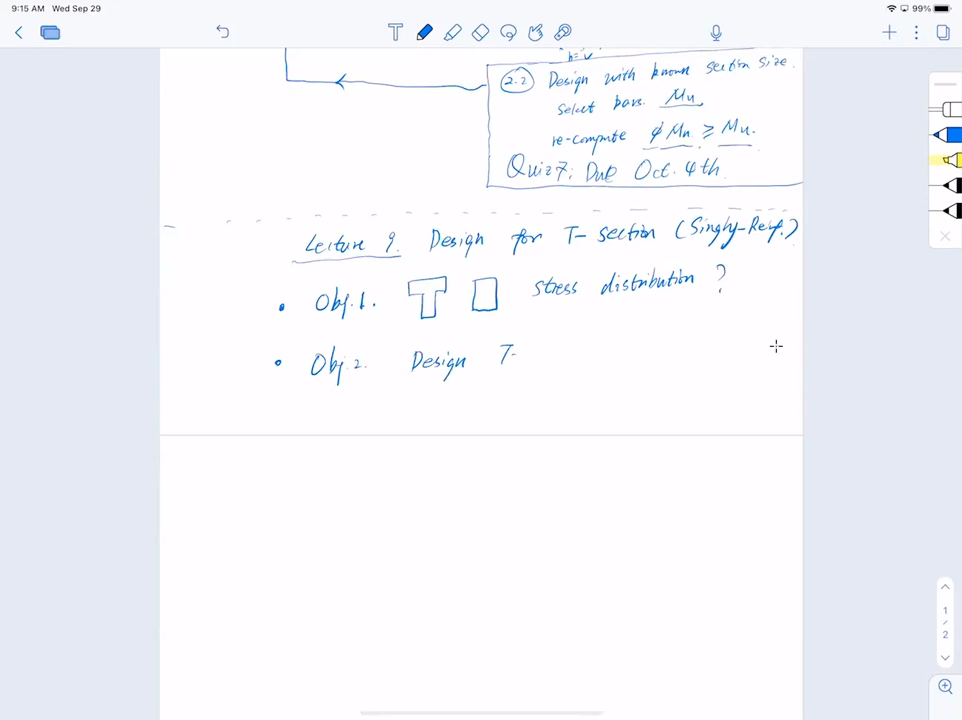 9:15 AM Wed Sep 29
99%
2.2 Design with known section size.
select bars. Mu
re-compute ϕMn ≥ Mu.
Quiz7: Due Oct. 4th
Lecture 9. Design for T-section (Singly-Reinf.)
• Obj.1. stress distribution ?
• Obj 2. Design T-
1
/
2